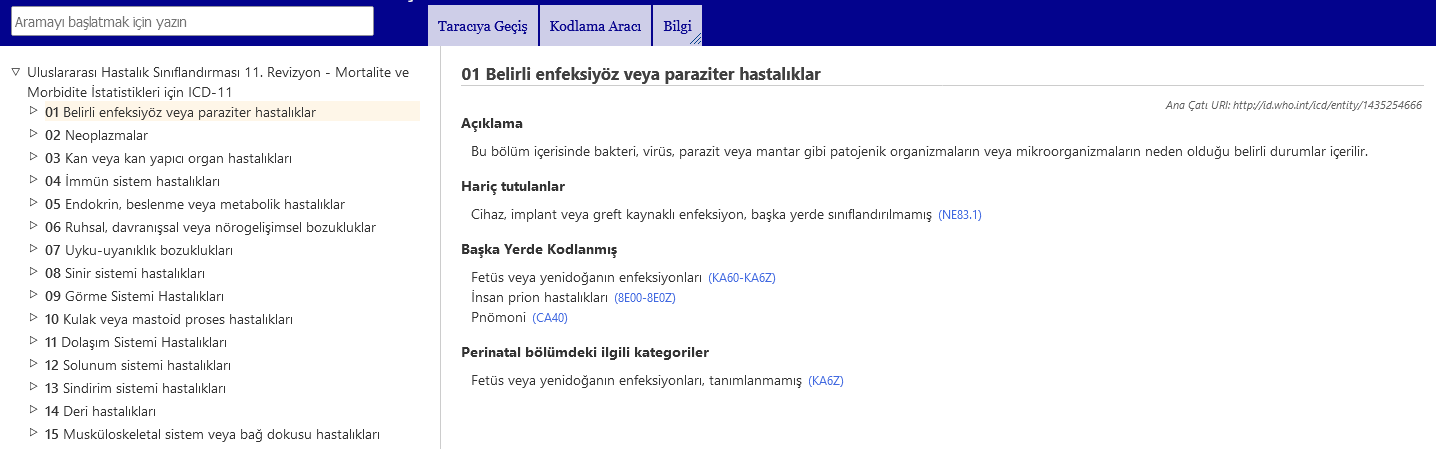 Aramayı başlatmak için yazın
Taracıya Geçiş
Kodlama Aracı
Bilgi
Uluslararası Hastalık Sınıflandırması 11. Revizyon - Mortalite ve
Morbidite İstatistikleri için ICD-11
01 Belirli enfeksiyöz veya paraziter hastalıklar
02 Neoplazmalar
03 Kan veya kan yapıcı organ hastalıkları
04 İmmün sistem hastalıkları
05 Endokrin, beslenme veya metabolik hastalıklar
06 Ruhsal, davranışsal veya nörogelişimsel bozukluklar
07 Uyku-uyanıklık bozuklukları
08 Sinir sistemi hastalıkları
09 Görme Sistemi Hastalıkları
10 Kulak veya mastoid proses hastalıkları
11 Dolaşım Sistemi Hastalıkları
12 Solunum sistemi hastalıkları
13 Sindirim sistemi hastalıkları
14 Deri hastalıkları
15 Musküloskeletal sistem veya bağ dokusu hastalıkları
01 Belirli enfeksiyöz veya paraziter hastalıklar
Ana Çatı URI: http://id.who.int/icd/entity/1435254666
Açıklama
Bu bölüm içerisinde bakteri, virüs, parazit veya mantar gibi patojenik organizmaların veya mikroorganizmaların neden olduğu belirli durumlar içerilir.
Hariç tutulanlar
Cihaz, implant veya greft kaynaklı enfeksiyon, başka yerde sınıflandırılmamış (NE83.1)
Başka Yerde Kodlanmış
Fetüs veya yenidoğanın enfeksiyonları (KA60-KA6Z)
İnsan prion hastalıkları (8E00-8E0Z)
Pnömoni (CA40)
Perinatal bölümdeki ilgili kategoriler
Fetüs veya yenidoğanın enfeksiyonları, tanımlanmamış (KA6Z)